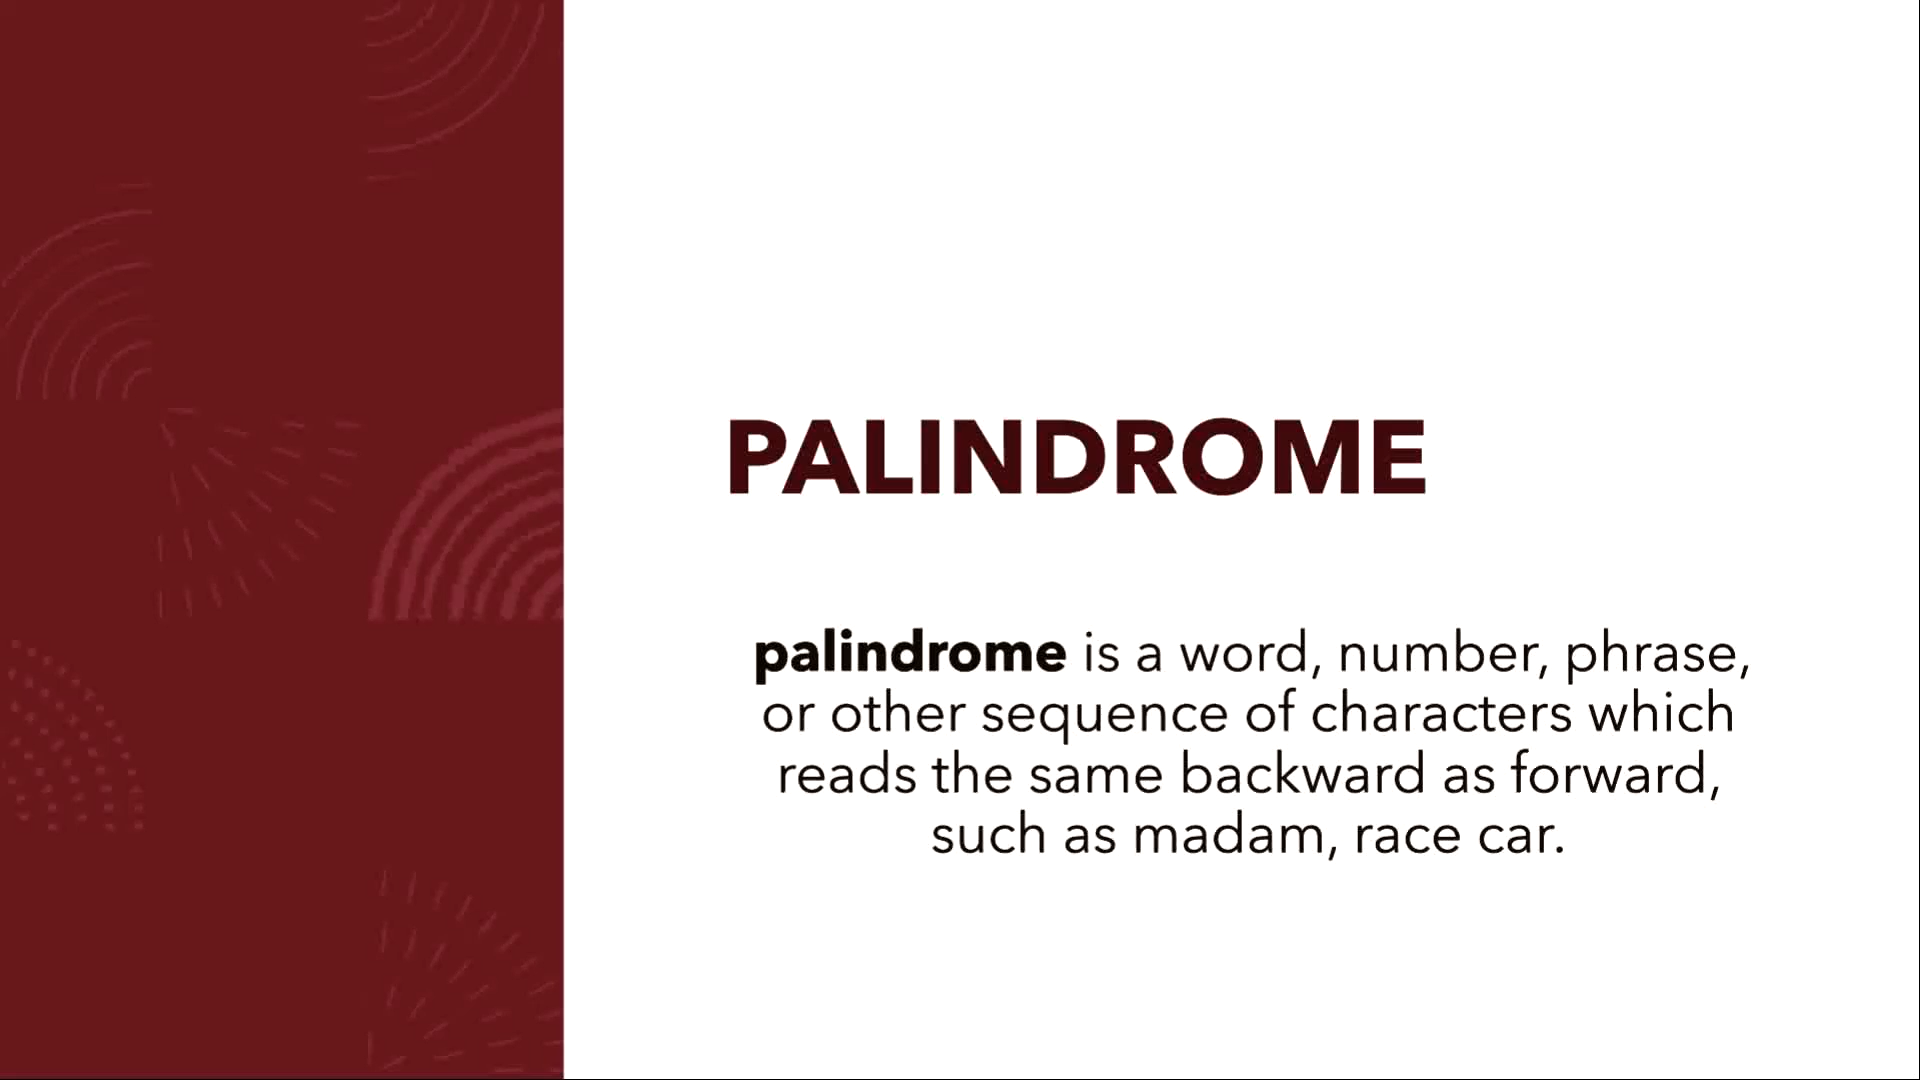 PALINDROME
palindrome is a word, number, phrase,
or other sequence of characters which
reads the same backward as forward,
such as madam, race car.